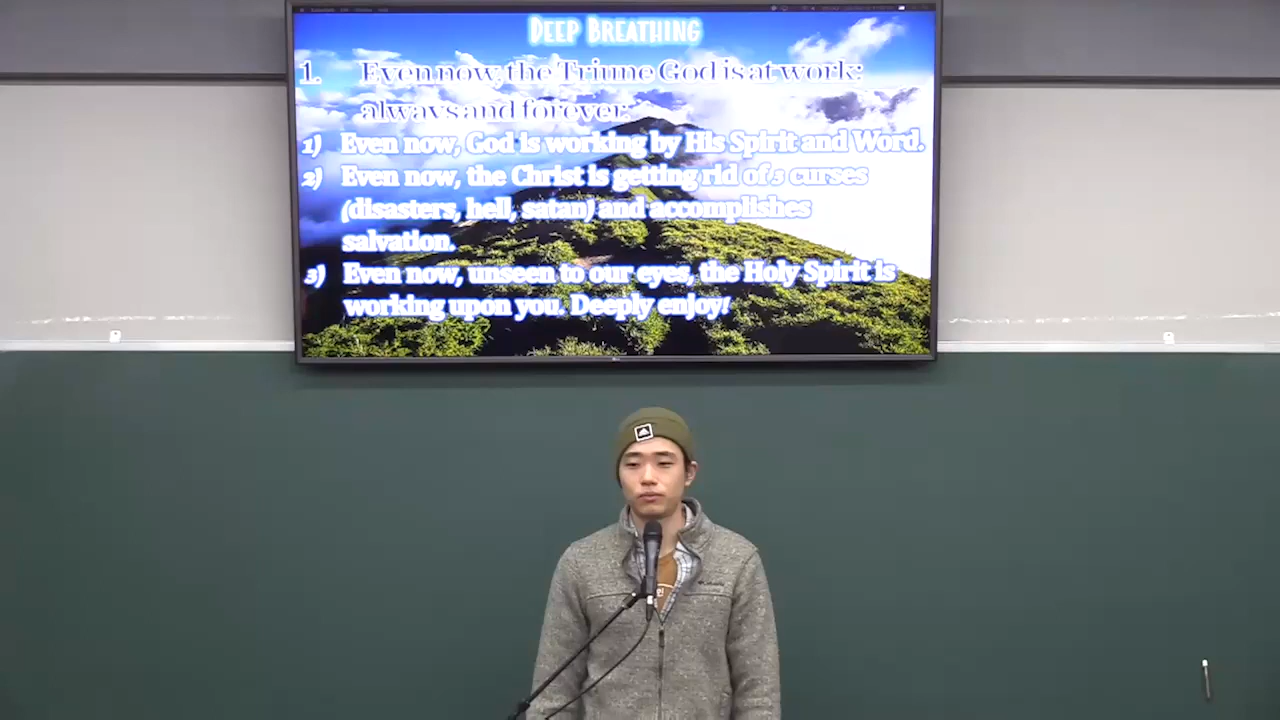 DEEP BREATHING
1. Even now, the Triune God is at work:
always and forever.
1) Even now, God is working by His Spirit and Word.
2) Even now, the Christ is getting rid of 3 curses
(disasters, hell, satan) and accomplishes
salvation.
3) Even now, unseen to our eyes, the Holy Spirit is
working upon you. Deeply enjoy!
Columbia